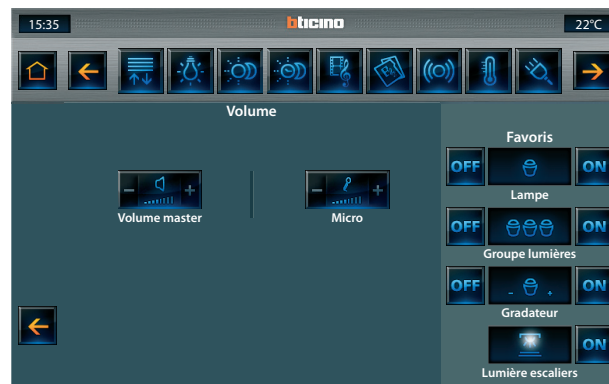 15:35
bticino
22°C
Volume
Favoris
OFF
ON
Lampe
Volume master
Micro
OFF
ON
Groupe lumières
OFF
ON
Gradateur
ON
Lumière escaliers